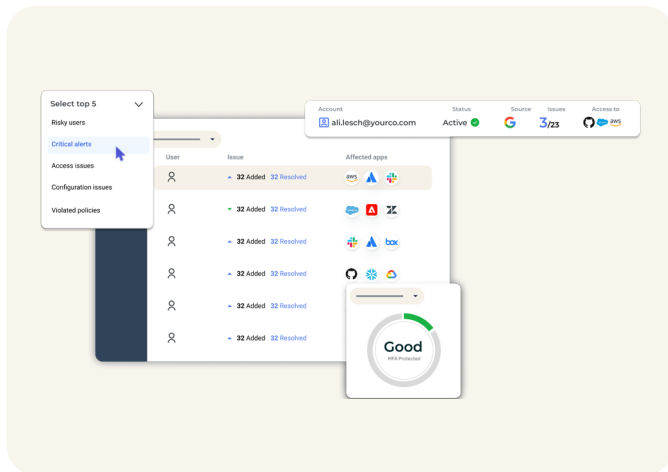 Select top 5
Risky users
Critical alerts
Access issues
Configuration issues
Violated policies
Account Status Source Issues Access to
ali.lesch@yourco.com Active 3/23 aws
User Issue Affected apps
32 Added 32 Resolved aws
32 Added 32 Resolved
32 Added 32 Resolved box
32 Added 32 Resolved
32 Added 32 Resolved
32 Added 32 Resolved
Good
MFA Protected